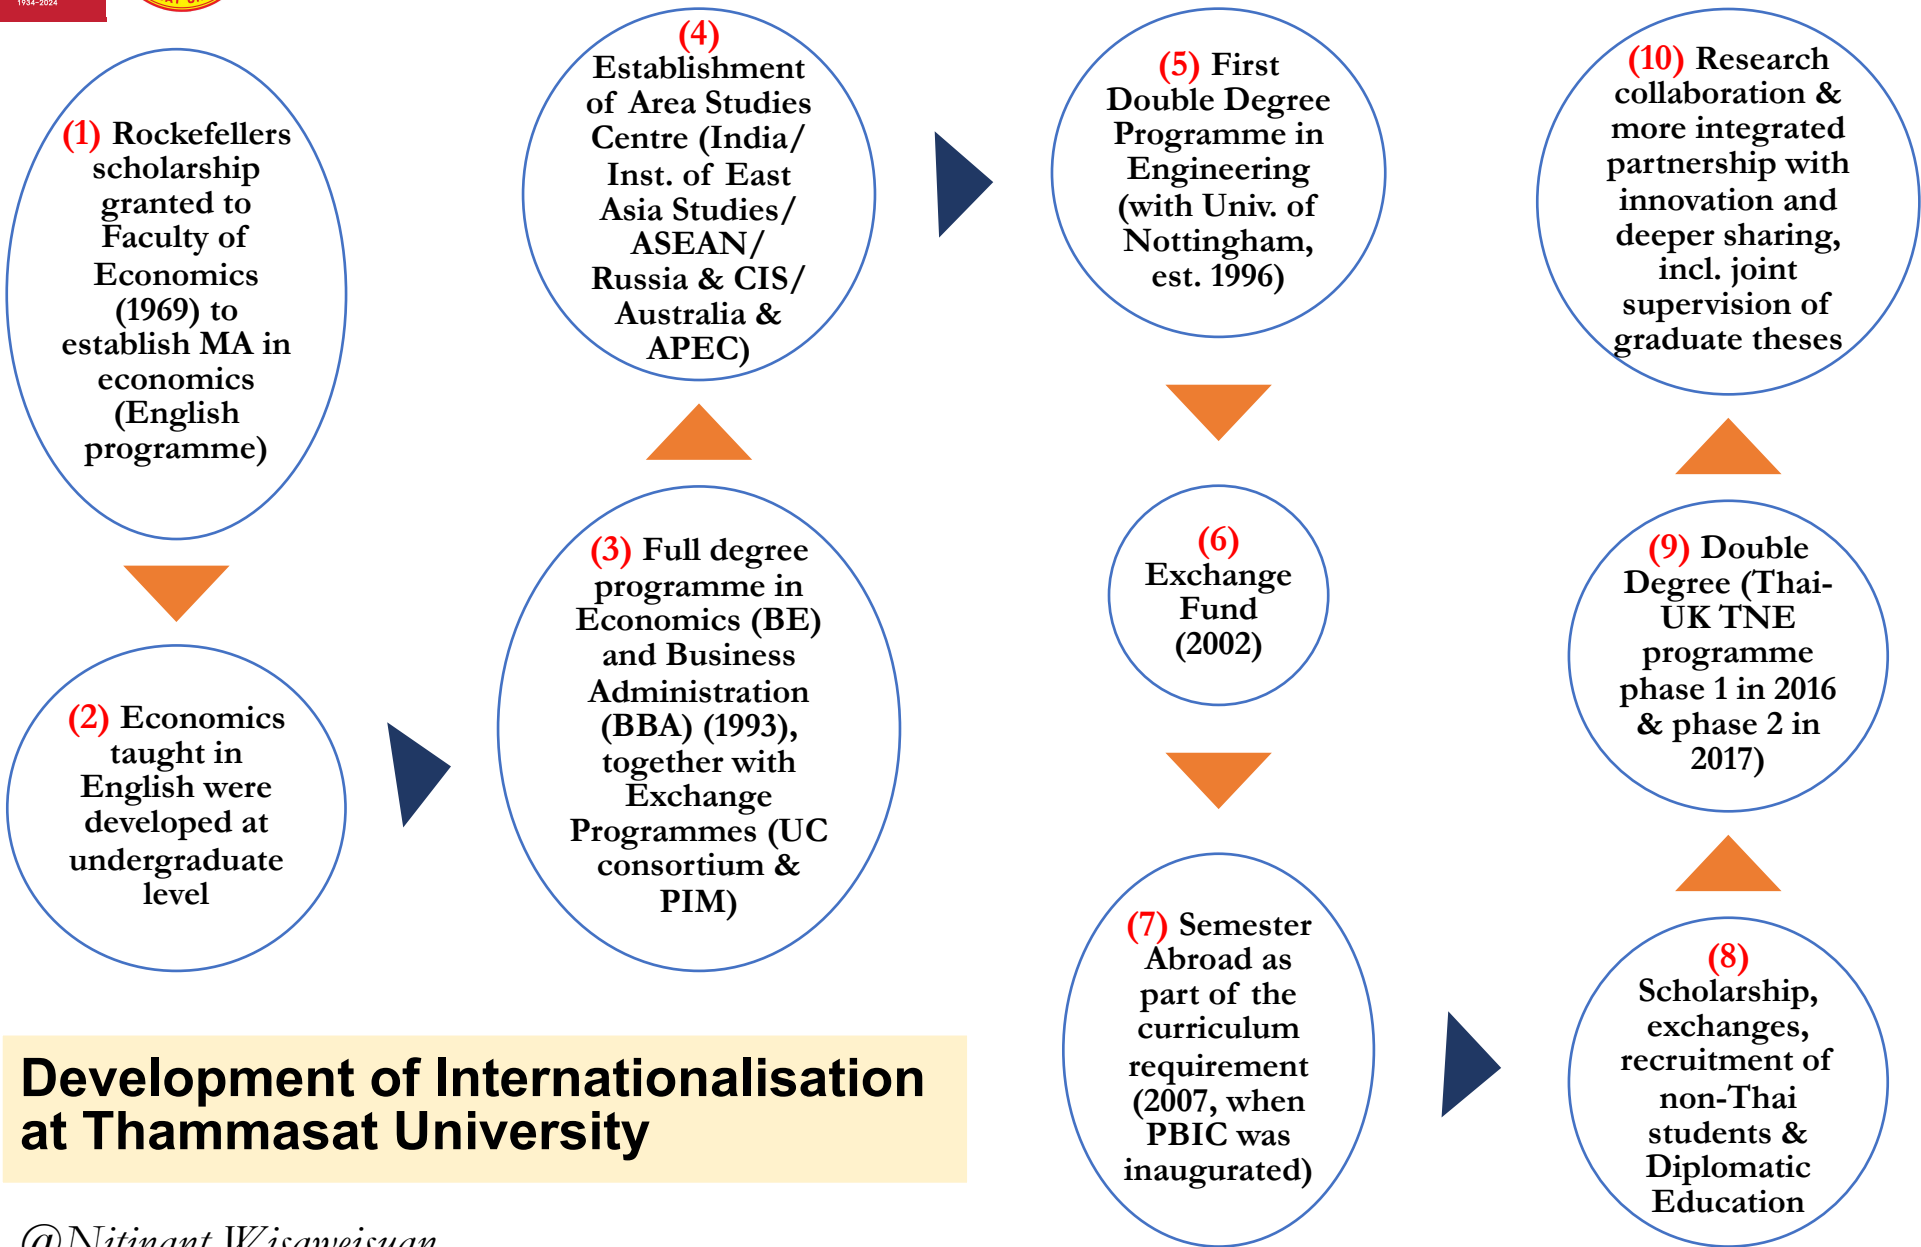 1934-2024
(1) Rockefellers
scholarship
granted to
Faculty of
Economics
(1969) to
establish MA in
economics
(English
programme)
(2) Economics
taught in
English were
developed at
undergraduate
level
(3) Full degree
programme in
Economics (BE)
and Business
Administration
(BBA) (1993),
together with
Exchange
Programmes (UC
consortium &
PIM)
(4)
Establishment
of Area Studies
Centre (India/
Inst. of East
Asia Studies/
ASEAN/
Russia & CIS/
Australia &
APEC)
(5) First
Double Degree
Programme in
Engineering
(with Univ. of
Nottingham,
est. 1996)
(6)
Exchange
Fund
(2002)
(7) Semester
Abroad as
part of the
curriculum
requirement
(2007, when
PBIC was
inaugurated)
(8)
Scholarship,
exchanges,
recruitment of
non-Thai
students &
Diplomatic
Education
(9) Double
Degree (Thai-
UK TNE
programme
phase 1 in 2016
& phase 2 in
2017)
(10) Research
collaboration &
more integrated
partnership with
innovation and
deeper sharing,
incl. joint
supervision of
graduate theses
Development of Internationalisation
at Thammasat University
@Nitinant Wisaweisuan